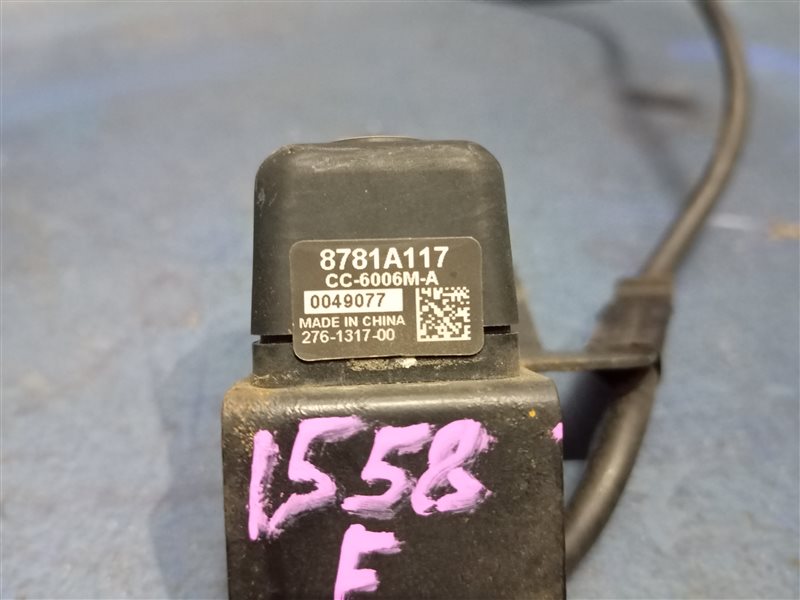 8781A117
CC-6006M-A
0049077
MADE IN CHINA
276-1317-00
1558
F